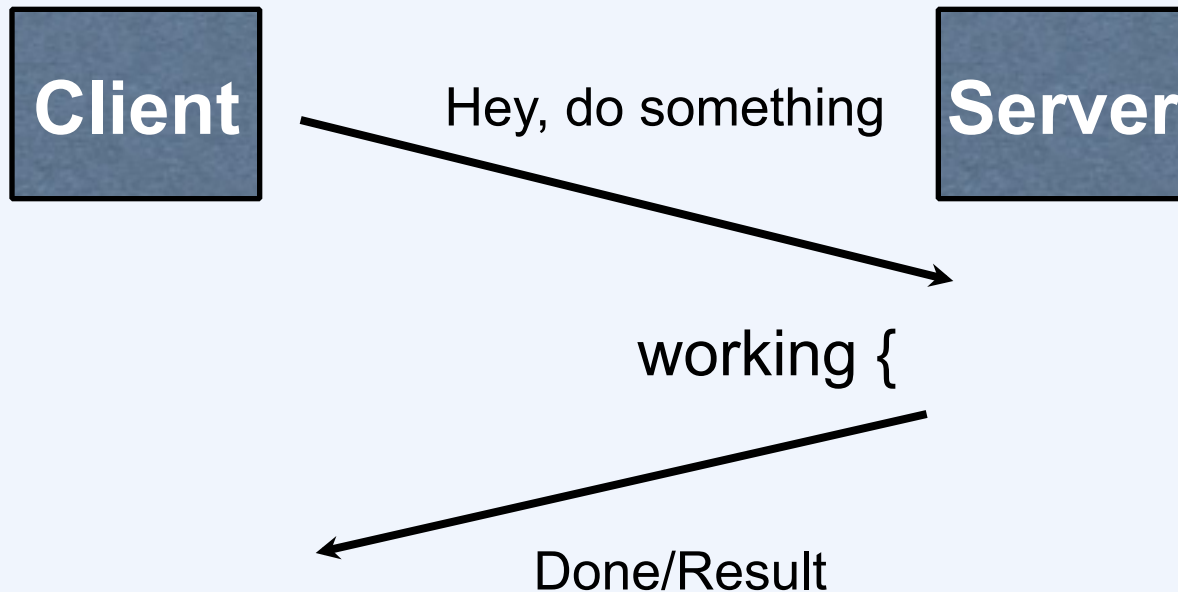 Client
Hey, do something
Server
working {
Done/Result